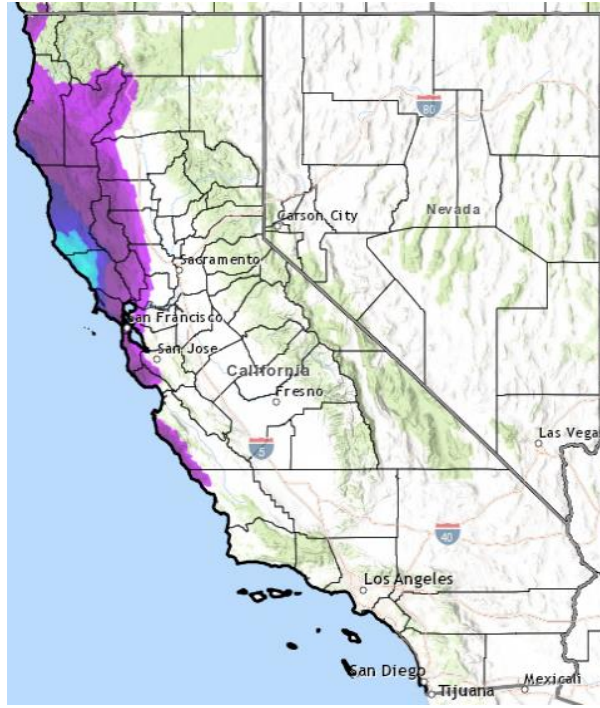 80
Carson City
Nevada
Sacramento
San Francisco
San Jose
California
Fresno
Las Vega
5
40
Los Angeles
San Diego
Tijuana
Mexicali